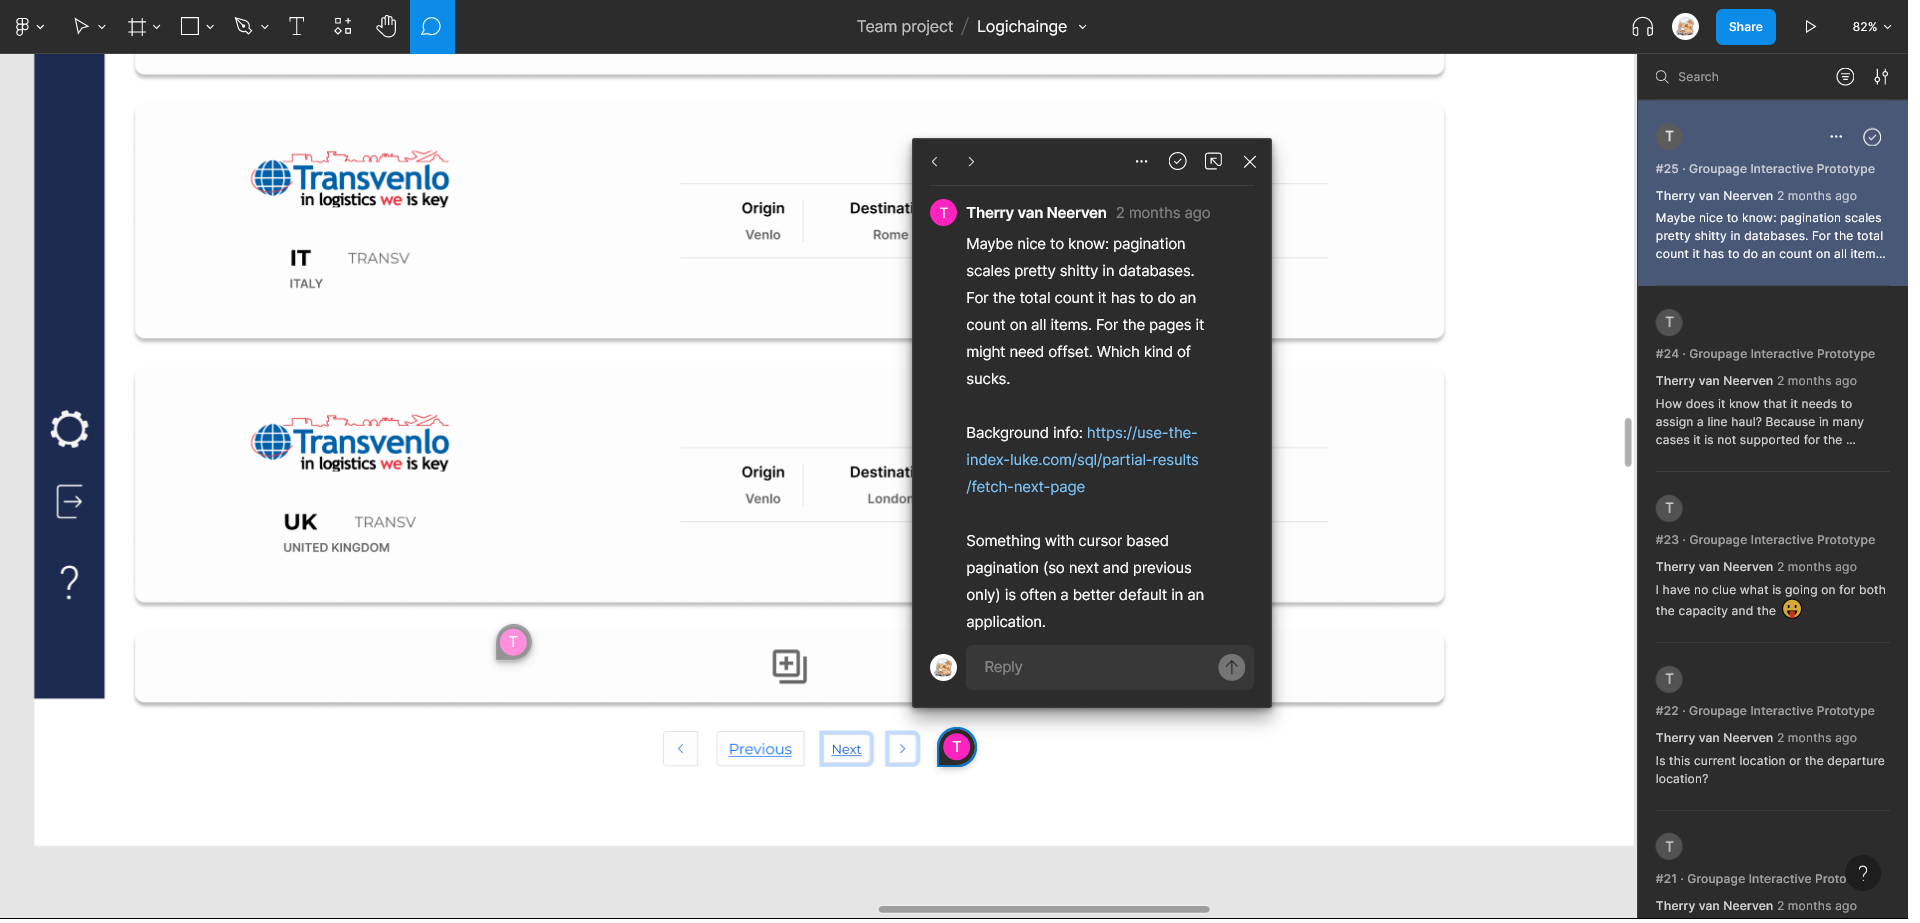 Team project / Logichainge
Share
82%
Transvenlo
in logistics we is key
IT TRANSV
ITALY
Origin
Venlo
Destinati
Rome
Transvenlo
in logistics we is key
UK TRANSV
UNITED KINGDOM
Origin
Venlo
Destinati
London
?
T
Previous
Next
T
T Therry van Neerven 2 months ago
Maybe nice to know: pagination
scales pretty shitty in databases.
For the total count it has to do an
count on all items. For the pages it
might need offset. Which kind of
sucks.
Background info: https://use-the-
index-luke.com/sql/partial-results
/fetch-next-page
Something with cursor based
pagination (so next and previous
only) is often a better default in an
application.
Reply
Search
T
#25 · Groupage Interactive Prototype
Therry van Neerven 2 months ago
Maybe nice to know: pagination scales
pretty shitty in databases. For the total
count it has to do an count on all item...
T
#24 · Groupage Interactive Prototype
Therry van Neerven 2 months ago
How does it know that it needs to
assign a line haul? Because in many
cases it is not supported for the ...
T
#23 · Groupage Interactive Prototype
Therry van Neerven 2 months ago
I have no clue what is going on for both
the capacity and the 😛
T
#22 · Groupage Interactive Prototype
Therry van Neerven 2 months ago
Is this current location or the departure
location?
T
#21 · Groupage Interactive Proto
Therry van Neerven 2 months ago
?